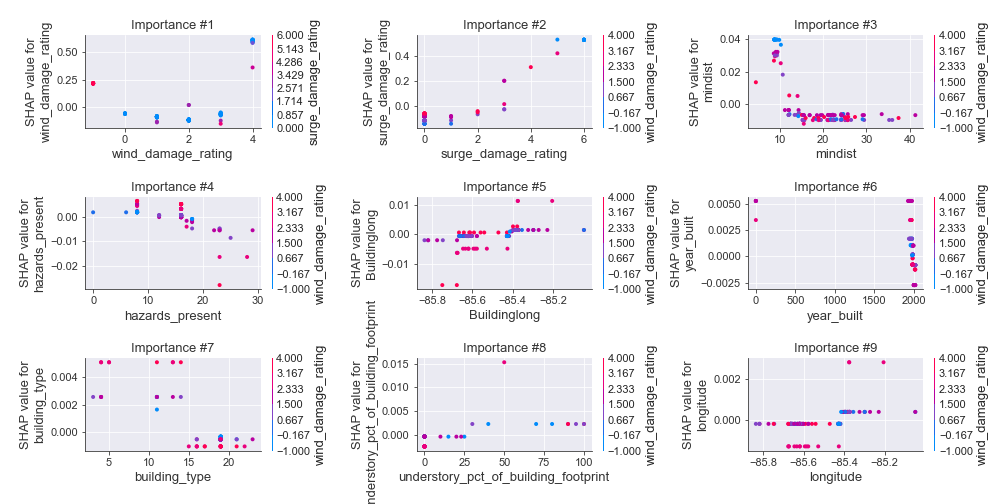 Importance #1
SHAP value for
wind_damage_rating
0.50
0.25
0.00
0
2
4
wind_damage_rating
6.000
5.143
4.286
3.429
2.571
1.714
0.857
0.000
surge_damage_rating
Importance #2
SHAP value for
surge_damage_rating
0.4
0.2
0.0
0
2
4
6
surge_damage_rating
4.000
3.167
2.333
1.500
0.667
−0.167
−1.000
wind_damage_rating
Importance #3
SHAP value for
mindist
0.04
0.02
0.00
10
20
30
40
mindist
4.000
3.167
2.333
1.500
0.667
−0.167
−1.000
wind_damage_rating
Importance #4
SHAP value for
hazards_present
0.00
−0.01
−0.02
0
10
20
30
hazards_present
4.000
3.167
2.333
1.500
0.667
−0.167
−1.000
wind_damage_rating
Importance #5
SHAP value for
Buildinglong
0.01
0.00
−0.01
−85.8
−85.6
−85.4
−85.2
Buildinglong
4.000
3.167
2.333
1.500
0.667
−0.167
−1.000
wind_damage_rating
Importance #6
SHAP value for
year_built
0.0050
0.0025
0.0000
−0.0025
0
500
1000
1500
2000
year_built
4.000
3.167
2.333
1.500
0.667
−0.167
−1.000
wind_damage_rating
Importance #7
SHAP value for
building_type
0.004
0.002
0.000
5
10
15
20
building_type
4.000
3.167
2.333
1.500
0.667
−0.167
−1.000
wind_damage_rating
Importance #8
SHAP value for
understory_pct_of_building_footprint
0.015
0.010
0.005
0.000
0
25
50
75
100
understory_pct_of_building_footprint
4.000
3.167
2.333
1.500
0.667
−0.167
−1.000
wind_damage_rating
Importance #9
SHAP value for
longitude
0.002
0.000
−85.8
−85.6
−85.4
−85.2
longitude
4.000
3.167
2.333
1.500
0.667
−0.167
−1.000
wind_damage_rating